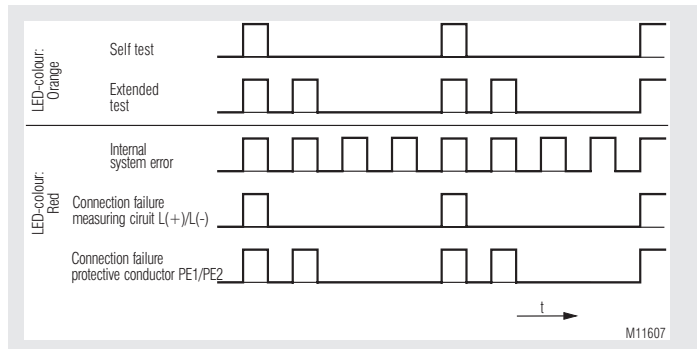 LED-colour:
Orange
Self test
Extended
test
LED-colour:
Red
Internal
system error
Connection failure
measuring ciruit L(+)/L(-)
Connection failure
protective conductor PE1/PE2
t
M11607